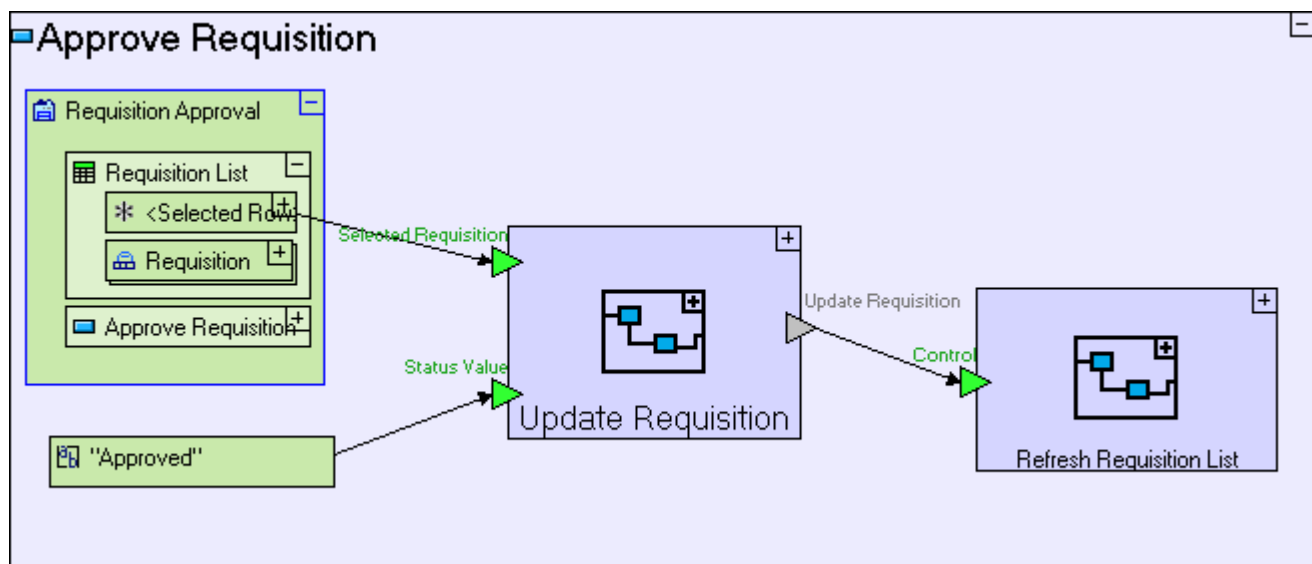 Approve Requisition
Requisition Approval
Requisition List
<Selected Row
Requisition
Approve Requisition
"Approved"
Selected Requisition
Status Value
Update Requisition
Update Requisition
Control
Refresh Requisition List